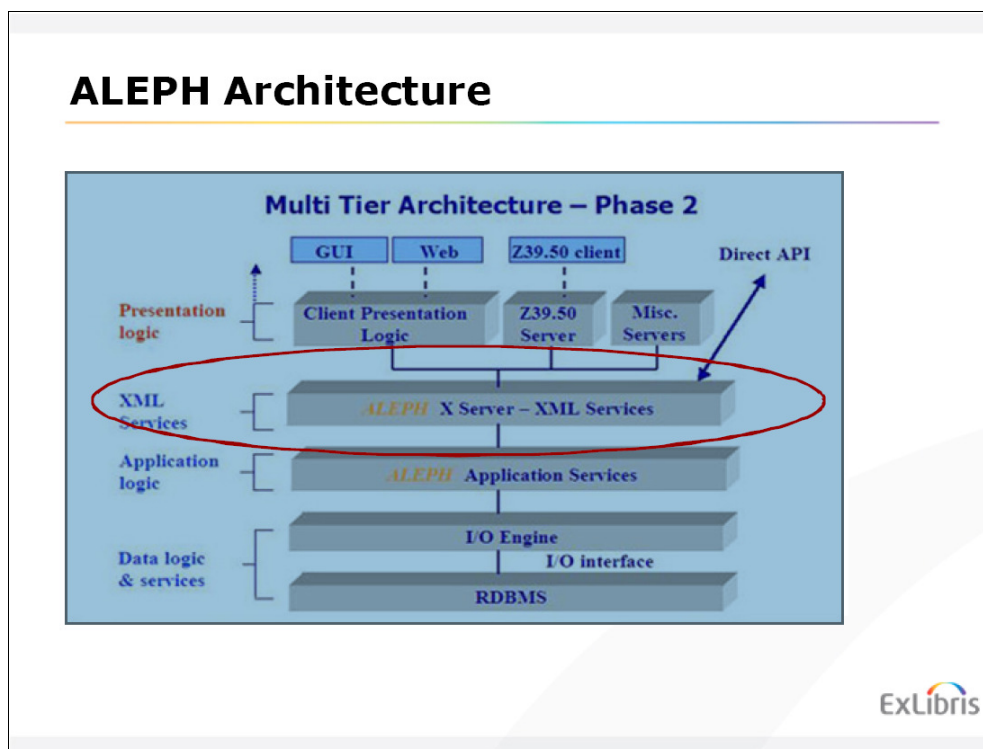 ALEPH Architecture
Multi Tier Architecture – Phase 2
GUI
Web
Z39.50 client
Direct API
Presentation
logic
Client Presentation
Logic
Z39.50
Server
Misc.
Servers
XML
Services
ALEPH X Server – XML Services
Application
logic
ALEPH Application Services
Data logic
& services
I/O Engine
I/O interface
RDBMS
ExLibris